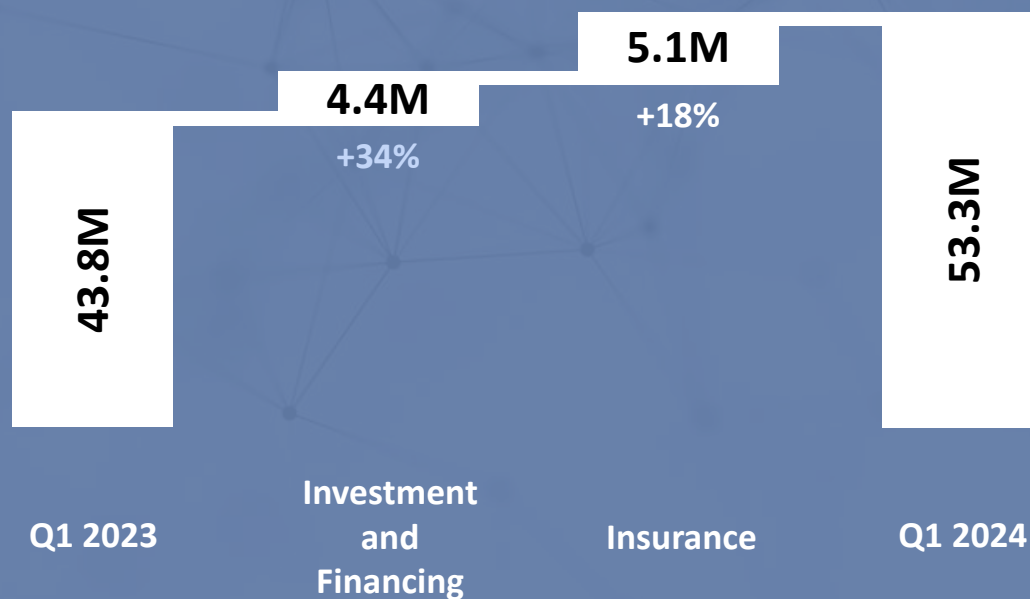 43.8M
4.4M
+34%
5.1M
+18%
53.3M
Q1 2023
Investment
and
Financing
Insurance
Q1 2024